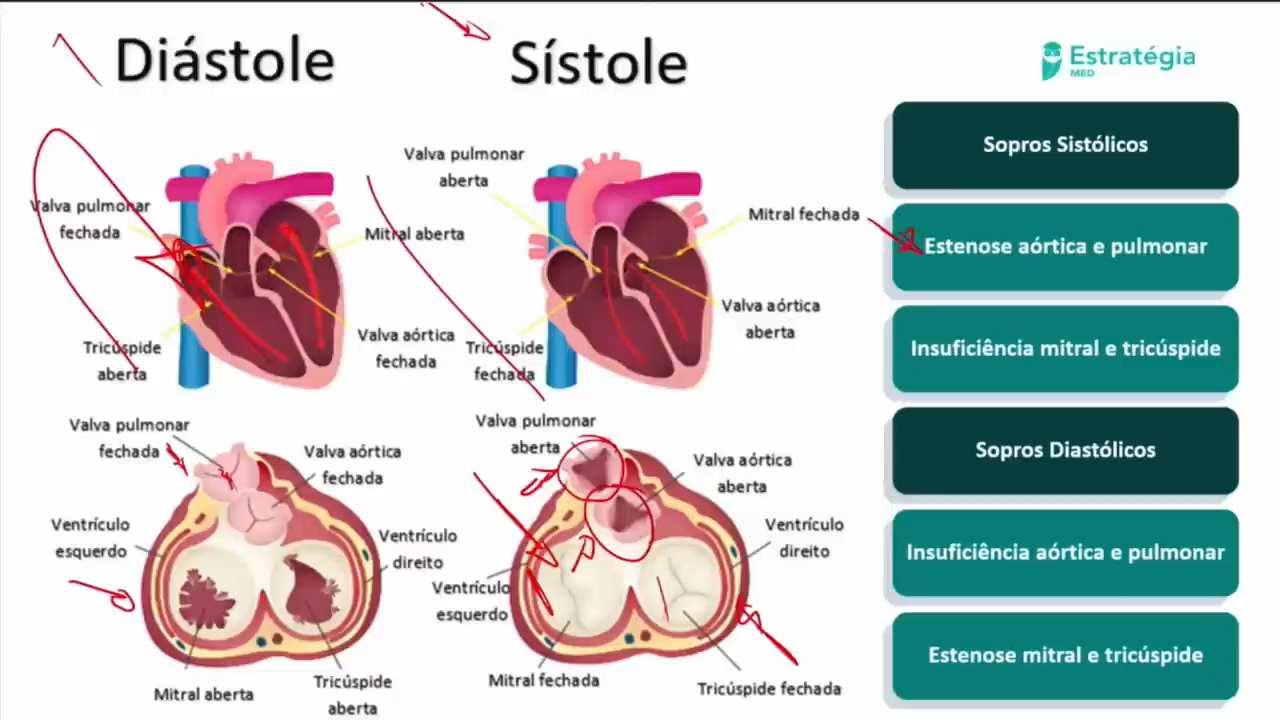 Diástole
Sístole
Estratégia
MED
Valva pulmonar
fechada
Mitral aberta
Tricúspide
aberta
Valva aórtica
fechada
Valva pulmonar
aberta
Mitral fechada
Valva aórtica
aberta
Tricúspide
fechada
Valva pulmonar
fechada
Valva aórtica
fechada
Ventrículo
esquerdo
Ventrículo
direito
Mitral aberta
Tricúspide
aberta
Valva pulmonar
aberta
Valva aórtica
aberta
Ventrículo
direito
Ventrículo
esquerdo
Mitral fechada
Tricúspide fechada
Sopros Sistólicos
Estenose aórtica e pulmonar
Insuficiência mitral e tricúspide
Sopros Diastólicos
Insuficiência aórtica e pulmonar
Estenose mitral e tricúspide